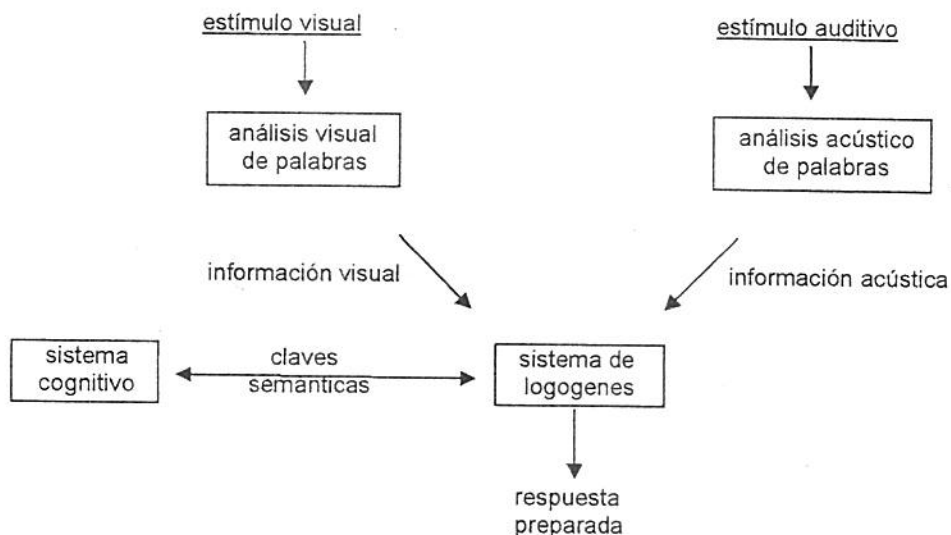 estímulo visual
estímulo auditivo
análisis visual
de palabras
análisis acústico
de palabras
información visual
información acústica
sistema
cognitivo
claves
semánticas
sistema de
logogenes
respuesta
preparada